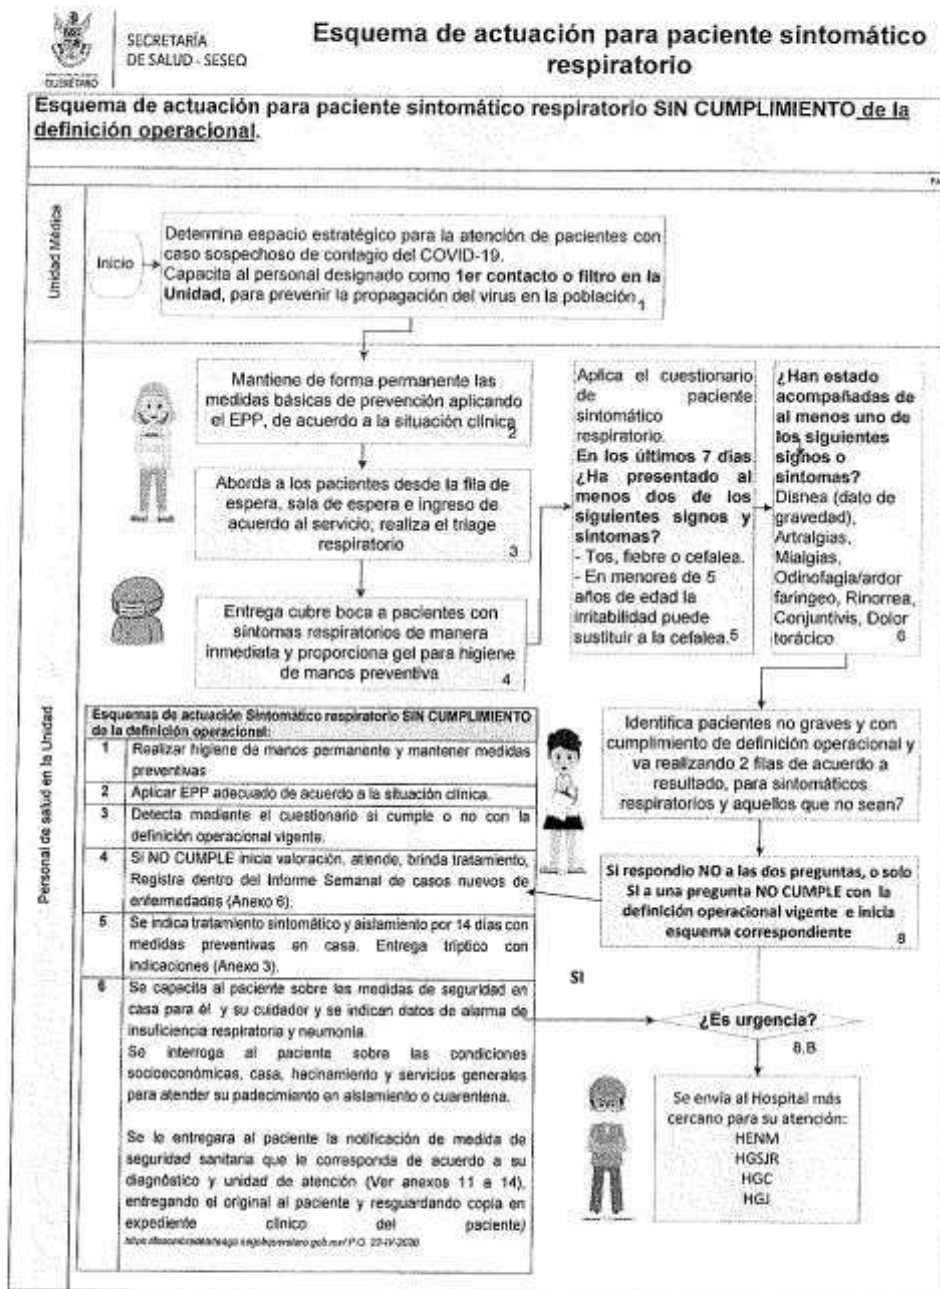 SECRETARÍA
DE SALUD - SESEQ
QUERÉTARO
Esquema de actuación para paciente sintomático
respiratorio
Esquema de actuación para paciente sintomático respiratorio SIN CUMPLIMIENTO de la
definición operacional.
Unidad Médica
Inicio
Determina espacio estratégico para la atención de pacientes con
caso sospechoso de contagio del COVID-19.
Capacita al personal designado como 1er contacto o filtro en la
Unidad, para prevenir la propagación del virus en la población.
1
Personal de salud en la Unidad
Mantiene de forma permanente las
medidas básicas de prevención aplicando
el EPP, de acuerdo a la situación clínica
2
Aborda a los pacientes desde la fila de
espera, sala de espera e ingreso de
acuerdo al servicio; realiza el triage
respiratorio
3
Entrega cubre boca a pacientes con
síntomas respiratorios de manera
inmediata y proporciona gel para higiene
de manos preventiva
4
Aplica el cuestionario
de paciente
sintomático
respiratorio.
En los últimos 7 días
¿Ha presentado al
menos dos de los
siguientes signos y
síntomas?
- Tos, fiebre o cefalea.
- En menores de 5
años de edad la
irritabilidad puede
sustituir a la cefalea.
5
¿Han estado
acompañadas de
al menos uno de
los siguientes
signos o
síntomas?
Disnea (dato de
gravedad),
Artralgias,
Mialgias,
Odinofagia/ardor
faríngeo, Rinorrea,
Conjuntivis, Dolor
torácico
6
Identifica pacientes no graves y con
cumplimiento de definición operacional y
va realizando 2 filas de acuerdo a
resultado, para sintomáticos
respiratorios y aquellos que no sean
7
Si respondio NO a las dos preguntas, o solo
SI a una pregunta NO CUMPLE con la
definición operacional vigente e inicia
esquema correspondiente
8
SI
¿Es urgencia?
8.B
Se envía al Hospital más
cercano para su atención:
HENM
HGSJR
HGC
HGJ
Esquemas de actuación Sintomático respiratorio SIN CUMPLIMIENTO
de la definición operacional:
1 Realizar higiene de manos permanente y mantener medidas
preventivas
2 Aplicar EPP adecuado de acuerdo a la situación clínica.
3 Detecta mediante el cuestionario si cumple o no con la
definición operacional vigente.
4 Si NO CUMPLE inicia valoración, atiende, brinda tratamiento,
Registra dentro del Informe Semanal de casos nuevos de
enfermedades (Anexo 6).
5 Se indica tratamiento sintomático y aislamiento por 14 días con
medidas preventivas en casa. Entrega tríptico con
indicaciones (Anexo 3).
6 Se capacita al paciente sobre las medidas de seguridad en
casa para él y su cuidador y se indican datos de alarma de
insuficiencia respiratoria y neumonía.
Se interroga al paciente sobre las condiciones
socioeconómicas, casa, hacinamiento y servicios generales
para atender su padecimiento en aislamiento o cuarentena.
Se le entregara al paciente la notificación de medida de
seguridad sanitaria que le corresponda de acuerdo a su
diagnóstico y unidad de atención (Ver anexos 11 a 14),
entregando el original al paciente y resguardando copia en
expediente clínico del paciente)
P.O. 22-IV-2020